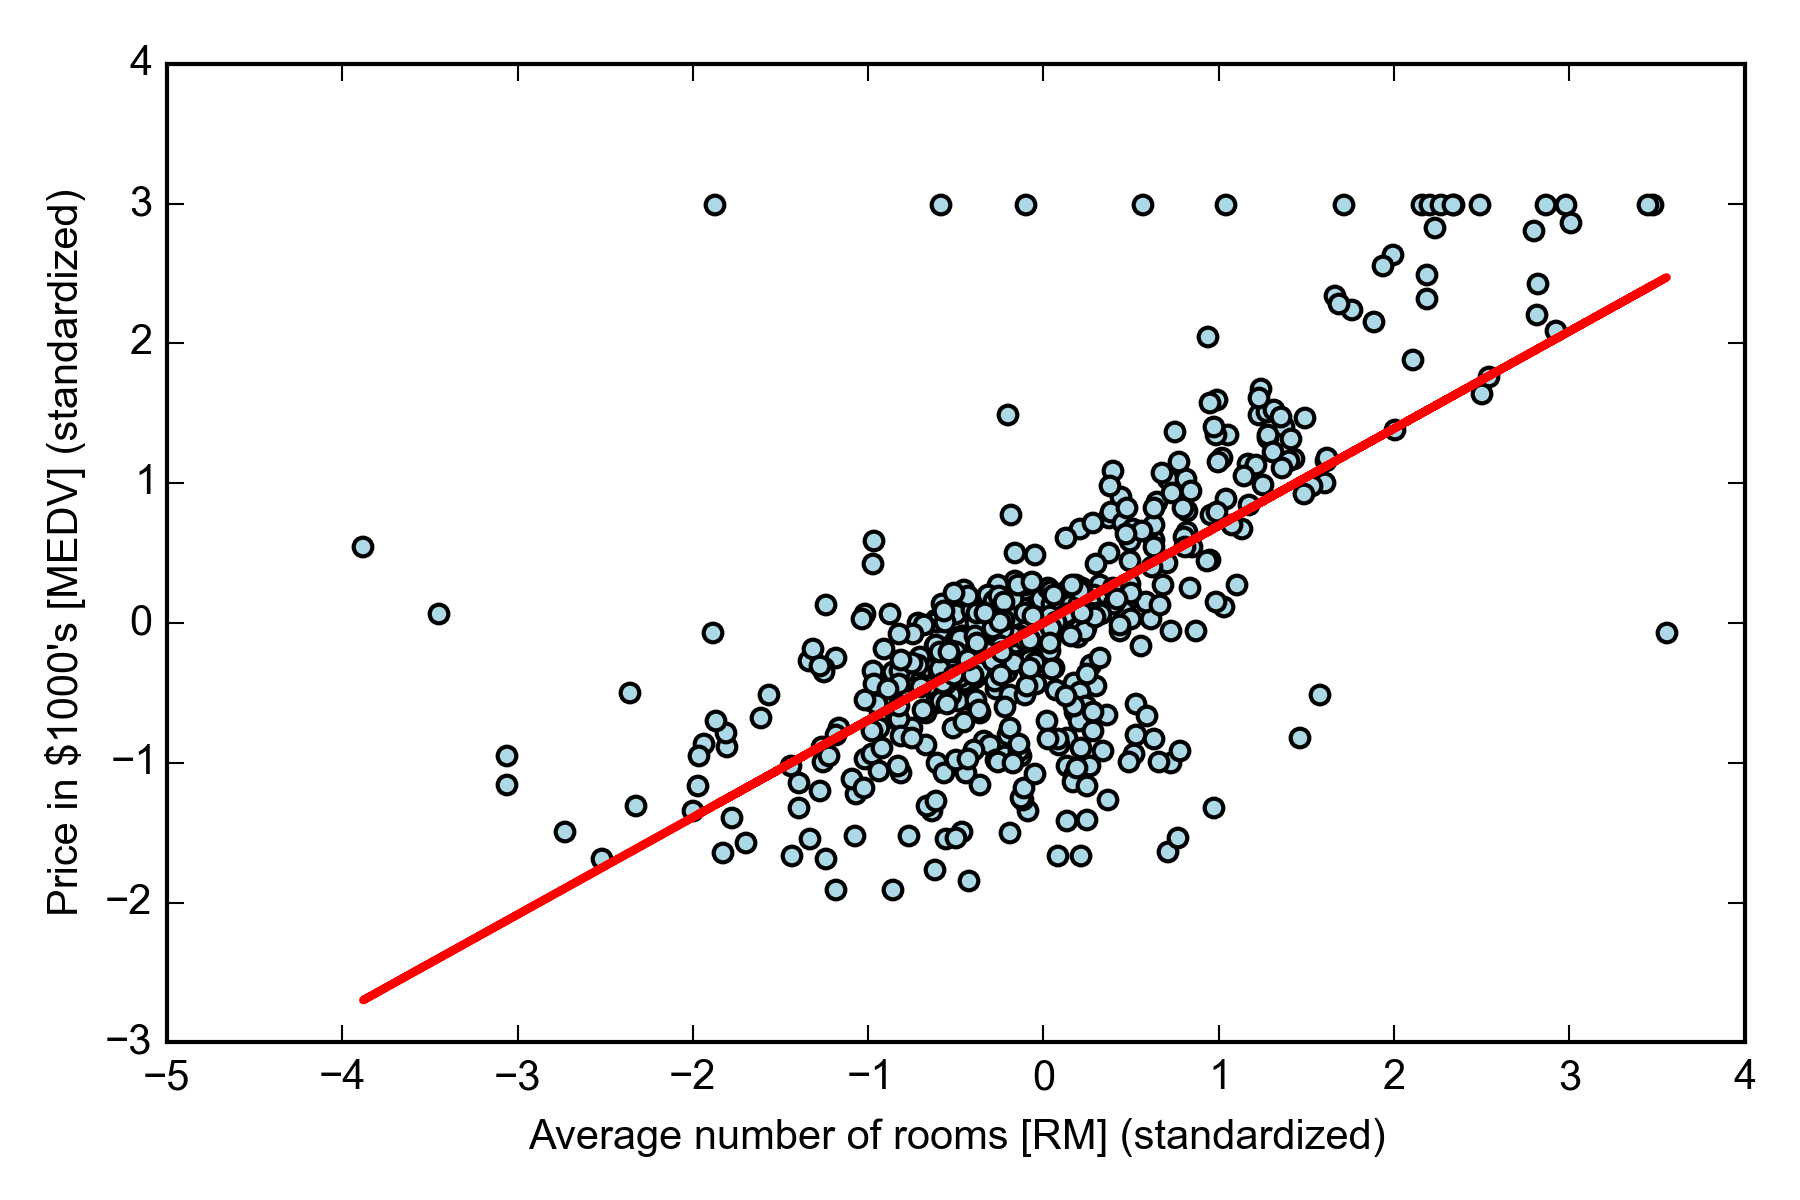 4
3
2
1
0
−1
−2
−3
−5 −4 −3 −2 −1 0 1 2 3 4
Price in $1000's [MEDV] (standardized)
Average number of rooms [RM] (standardized)